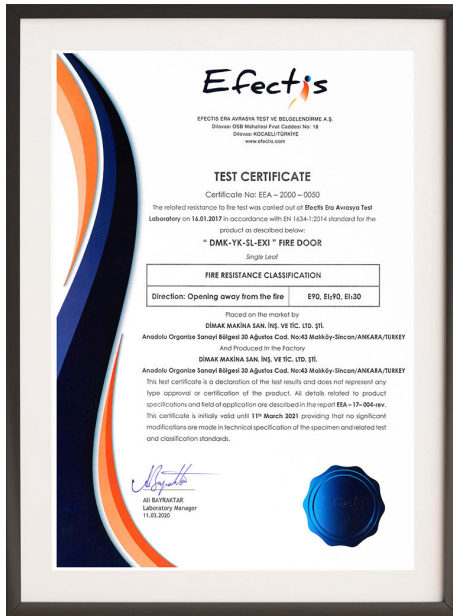 Efectis
EFECTIS ERA AVRASYA TEST VE BELGELENDIRME A.Ş.
Dilovası OSB Mahallesi Fırat Caddesi No: 18
Dilovası KOCAELİ/TÜRKİYE
www.efectis.com
TEST CERTIFICATE
Certificate No: EEA – 2000 – 0050
The related resistance to fire test was carried out at Efectis Era Avrasya Test
Laboratory on 16.01.2017 in accordance with EN 1634-1:2014 standard for the
product as described below:
“ DMK-YK-SL-EXI ” FIRE DOOR
Single Leaf
FIRE RESISTANCE CLASSIFICATION
Direction: Opening away from the fire E90, EI₂90, EI₁30
Placed on the market by
DİMAK MAKİNA SAN. İNŞ. VE TİC. LTD. ŞTİ.
Anadolu Organize Sanayi Bölgesi 30 Ağustos Cad. No:43 Malıköy-Sincan/ANKARA/TURKEY
And Produced In the Factory
DİMAK MAKİNA SAN. İNŞ. VE TİC. LTD. ŞTİ.
Anadolu Organize Sanayi Bölgesi 30 Ağustos Cad. No:43 Malıköy-Sincan/ANKARA/TURKEY
This test certificate is a declaration of the test results and does not represent any
type approval or certification of the product. All details related to product
specifications and field of application are described in the report EEA – 17– 004-rev.
This certificate is initially valid until 11th March 2021 providing that no significant
modifications are made in technical specification of the specimen and related test
and classification standards.
Ali BAYRAKTAR
Laboratory Manager
11.03.2020
Efectis